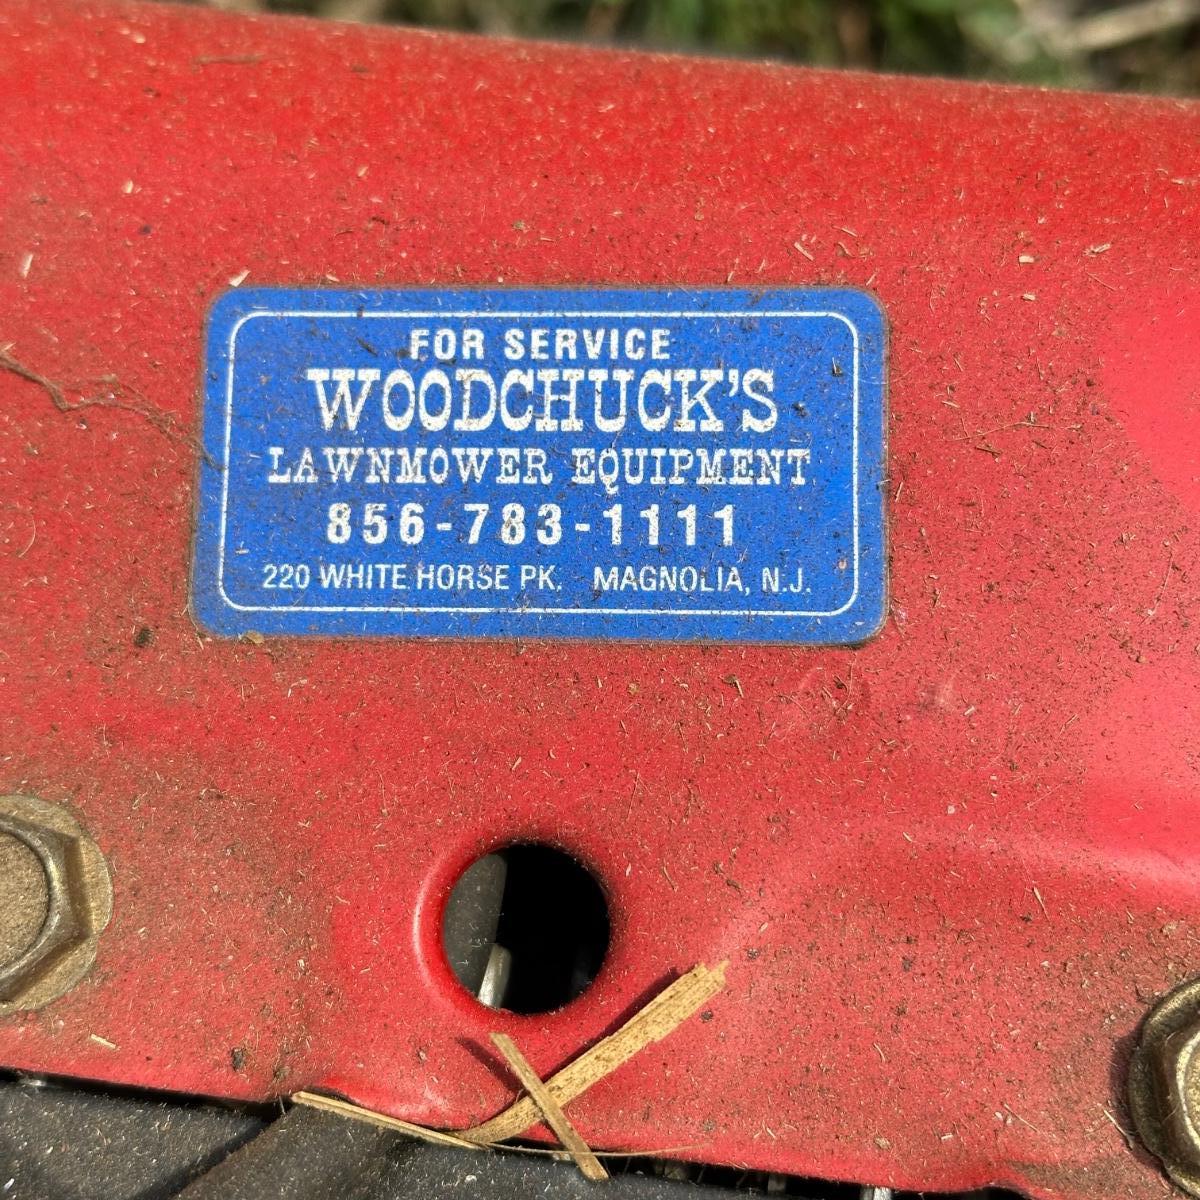 FOR SERVICE
WOODCHUCK'S
LAWNMOWER EQUIPMENT
856-783-1111
220 WHITE HORSE PK. MAGNOLIA, N.J.